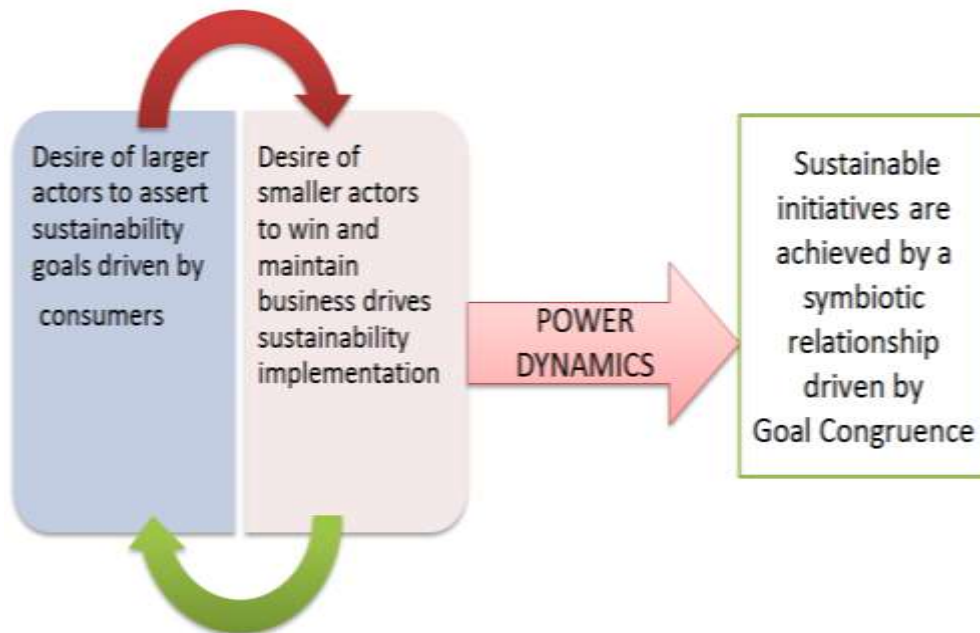 Desire of larger
actors to assert
sustainability
goals driven by
consumers
Desire of
smaller actors
to win and
maintain
business drives
sustainability
implementation
POWER
DYNAMICS
Sustainable
initiatives are
achieved by a
symbiotic
relationship
driven by
Goal Congruence